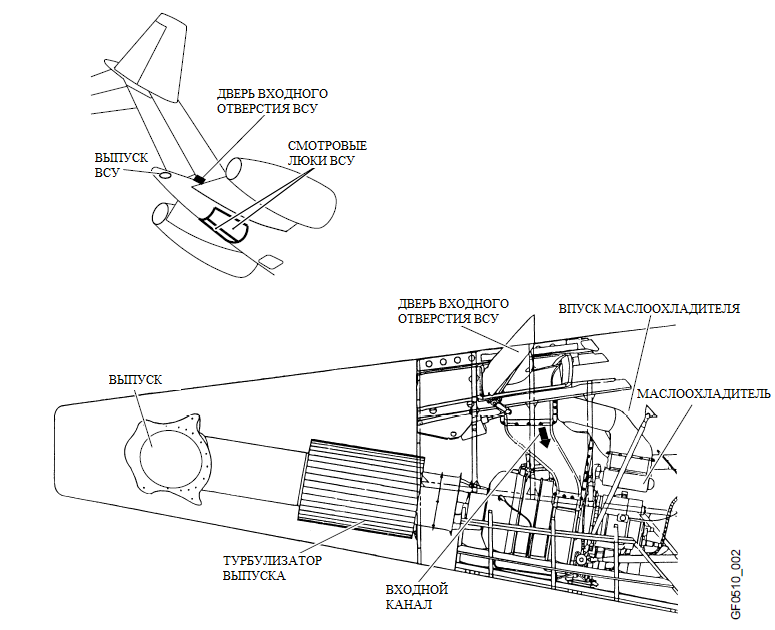 ДВЕРЬ ВХОДНОГО
ОТВЕРСТИЯ ВСУ
СМОТРОВЫЕ
ЛЮКИ ВСУ
ВЫПУСК
ВСУ
ДВЕРЬ ВХОДНОГО
ОТВЕРСТИЯ ВСУ
ВПУСК МАСЛООХЛАДИТЕЛЯ
ВЫПУСК
МАСЛООХЛАДИТЕЛЬ
ТУРБУЛИЗАТОР
ВЫПУСКА
ВХОДНОЙ
КАНАЛ
GF0510_002